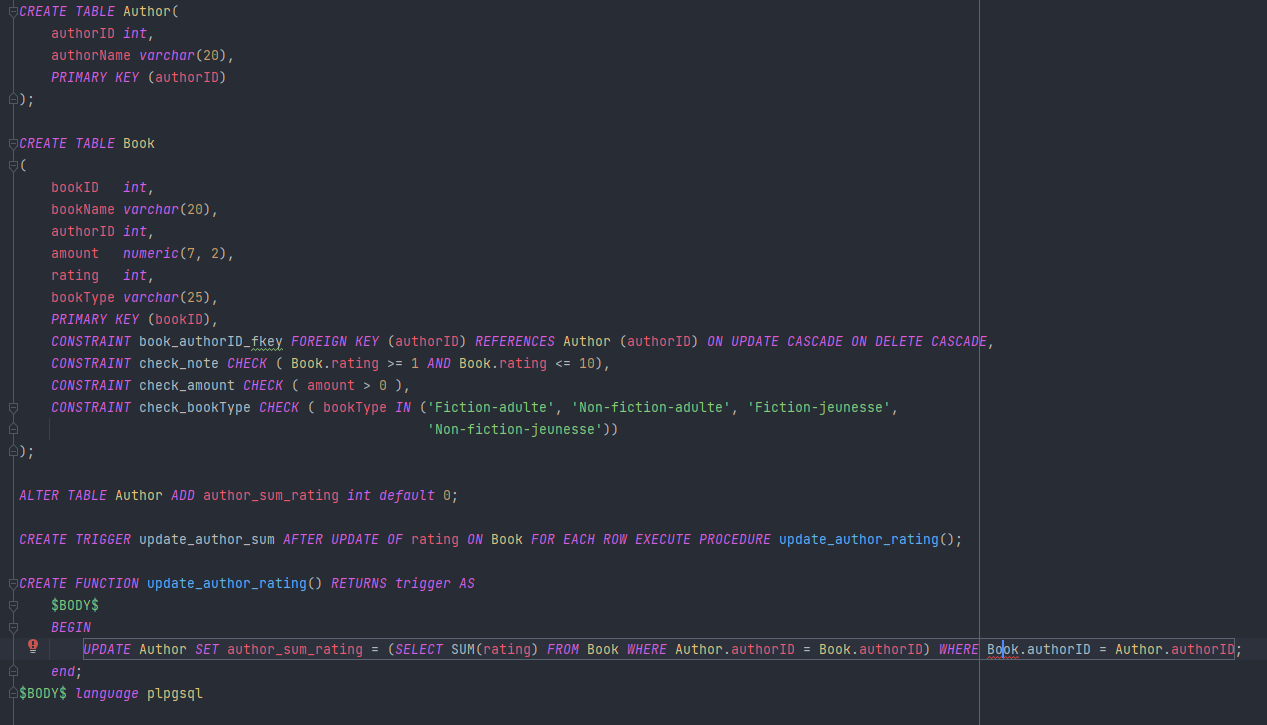 CREATE TABLE Author(
    authorID int,
    authorName varchar(20),
    PRIMARY KEY (authorID)
);
CREATE TABLE Book
(
    bookID   int,
    bookName varchar(20),
    authorID int,
    amount   numeric(7, 2),
    rating   int,
    bookType varchar(25),
    PRIMARY KEY (bookID),
    CONSTRAINT book_authorID_fkey FOREIGN KEY (authorID) REFERENCES Author (authorID) ON UPDATE CASCADE ON DELETE CASCADE,
    CONSTRAINT check_note CHECK ( Book.rating >= 1 AND Book.rating <= 10),
    CONSTRAINT check_amount CHECK ( amount > 0 ),
    CONSTRAINT check_bookType CHECK ( bookType IN ('Fiction-adulte', 'Non-fiction-adulte', 'Fiction-jeunesse',
                                                   'Non-fiction-jeunesse'))
);
ALTER TABLE Author ADD author_sum_rating int default 0;
CREATE TRIGGER update_author_sum AFTER UPDATE OF rating ON Book FOR EACH ROW EXECUTE PROCEDURE update_author_rating();
CREATE FUNCTION update_author_rating() RETURNS trigger AS
    $BODY$
    BEGIN
        UPDATE Author SET author_sum_rating = (SELECT SUM(rating) FROM Book WHERE Author.authorID = Book.authorID) WHERE Book.authorID = Author.authorID;
    end;
$BODY$ language plpgsql